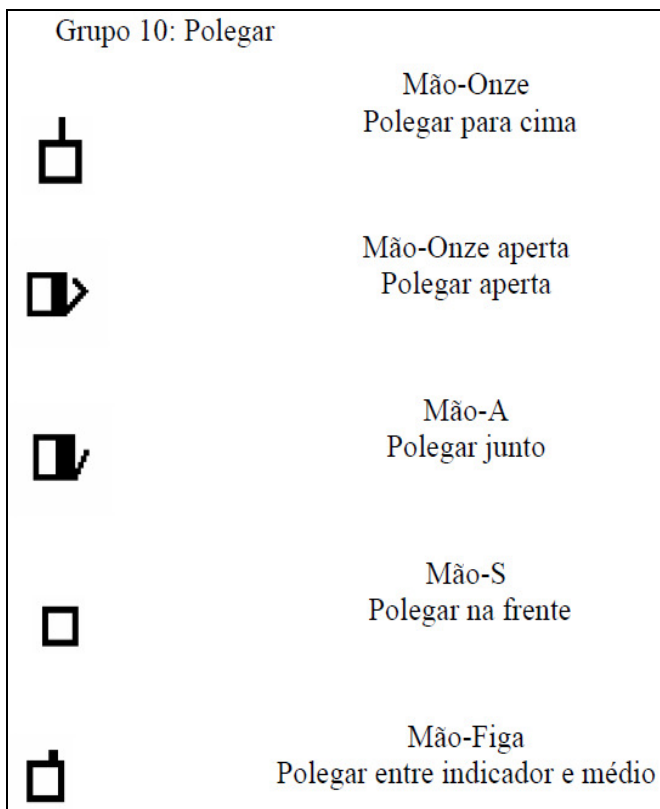 Grupo 10: Polegar
Mão-Onze
Polegar para cima
Mão-Onze aperta
Polegar aperta
Mão-A
Polegar junto
Mão-S
Polegar na frente
Mão-Figa
Polegar entre indicador e médio